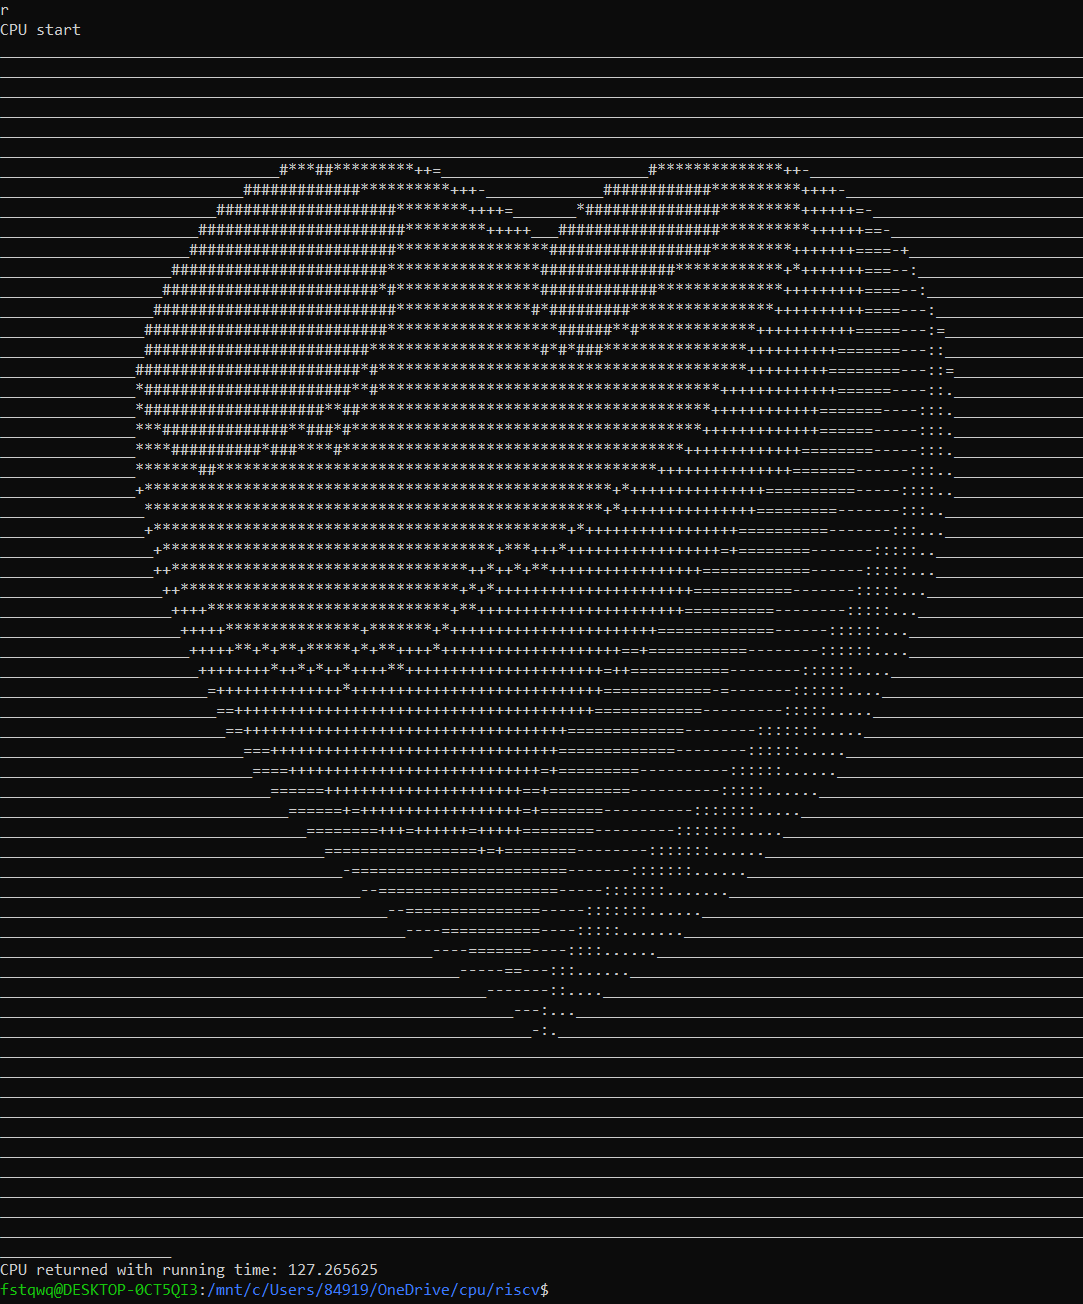 r
CPU start
CPU returned with running time: 127.265625
fstqwq@DESKTOP-0CT5QI3:/mnt/c/Users/84919/OneDrive/cpu/riscv$